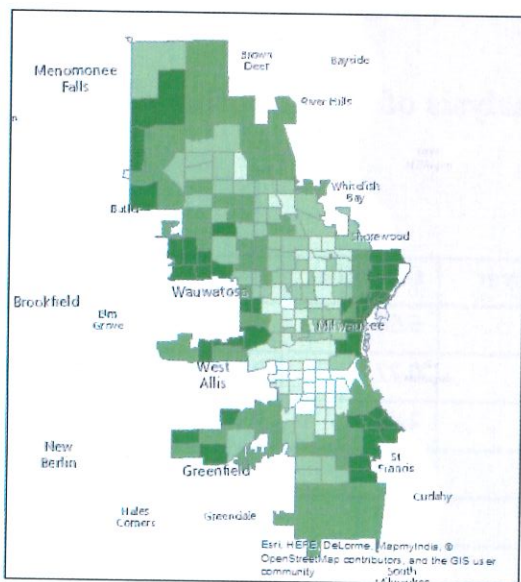 Brown
Deer
Bayside
Menomonee
Falls
River Hills
Whitefish
Bay
Butler
Shorewood
Wauwatosa
Brookfield
Elm
Grove
Milwaukee
West
Allis
New
Berlin
St
Francis
Greenfield
Cudahy
Hales
Corners
Greendale
Esri, HERE, DeLorme, MapmyIndia, ©
OpenStreetMap contributors, and the GIS user
community
South